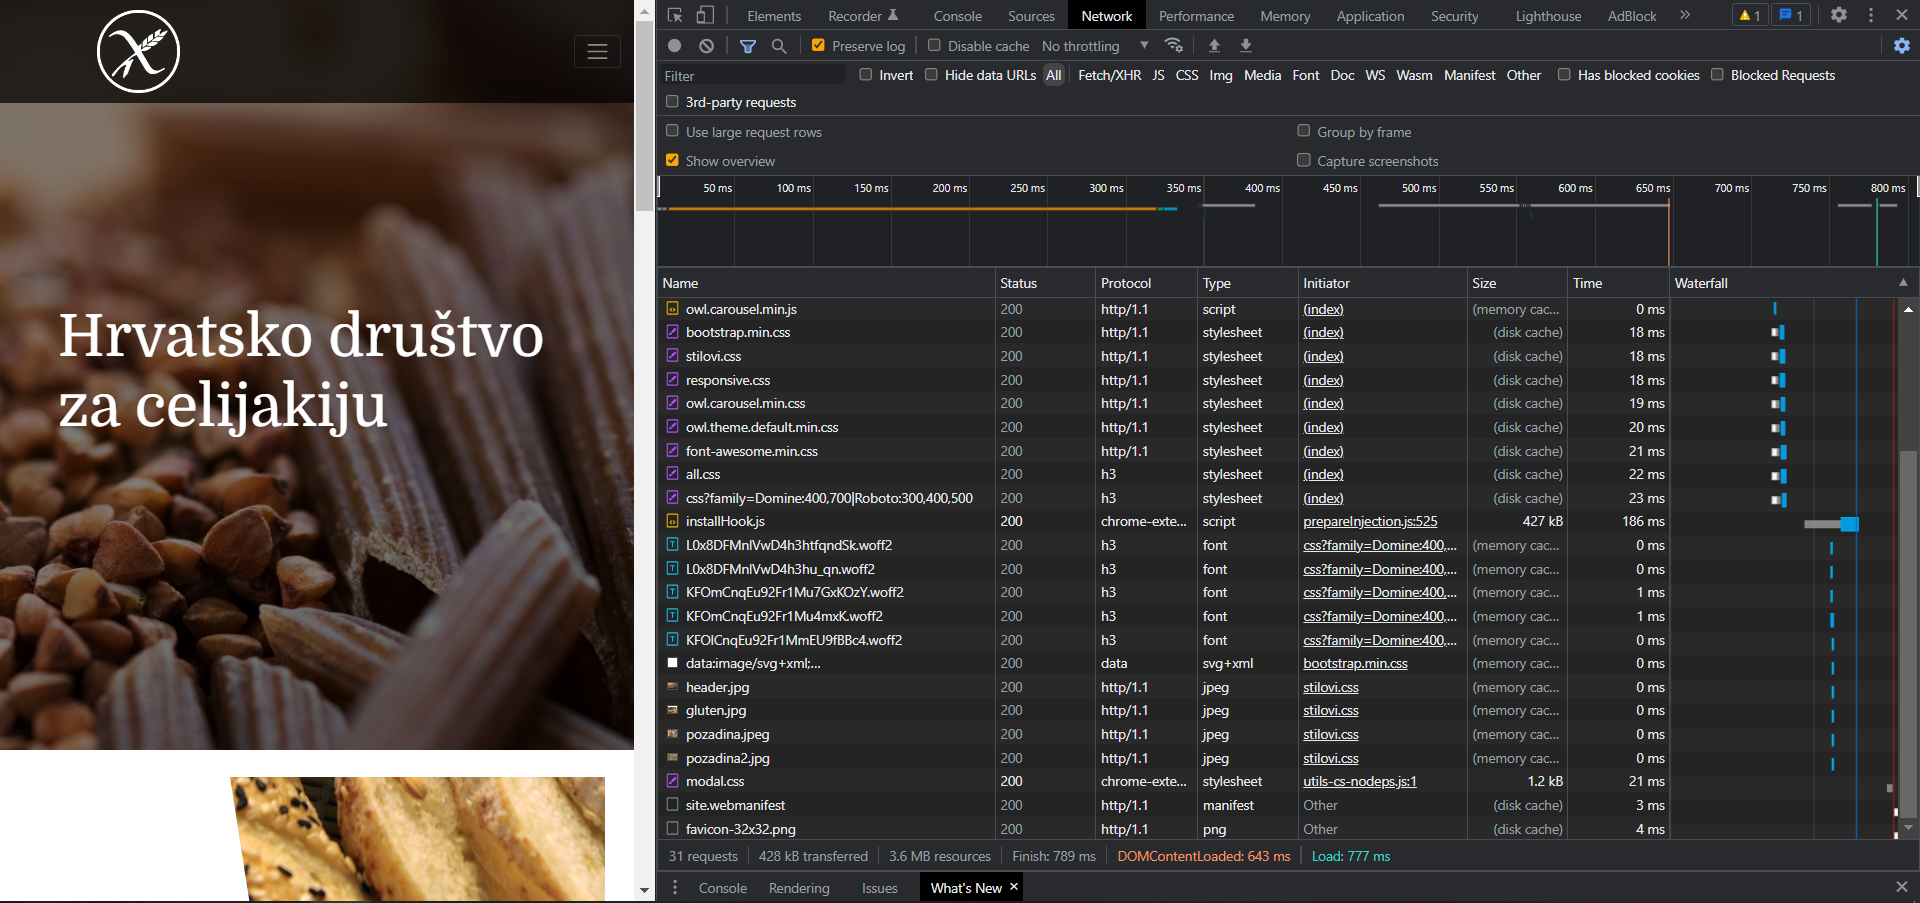 Hrvatsko društvo
za celijakiju
Elements Recorder Console Sources Network Performance Memory Application Security Lighthouse AdBlock 1 1
Preserve log Disable cache No throttling
Filter Invert Hide data URLs All Fetch/XHR JS CSS Img Media Font Doc WS Wasm Manifest Other Has blocked cookies Blocked Requests
3rd-party requests
Use large request rows Group by frame
Show overview Capture screenshots
50 ms 100 ms 150 ms 200 ms 250 ms 300 ms 350 ms 400 ms 450 ms 500 ms 550 ms 600 ms 650 ms 700 ms 750 ms 800 ms
Name Status Protocol Type Initiator Size Time Waterfall
owl.carousel.min.js 200 http/1.1 script (index) (memory cac... 0 ms
bootstrap.min.css 200 http/1.1 stylesheet (index) (disk cache) 18 ms
stilovi.css 200 http/1.1 stylesheet (index) (disk cache) 18 ms
responsive.css 200 http/1.1 stylesheet (index) (disk cache) 18 ms
owl.carousel.min.css 200 http/1.1 stylesheet (index) (disk cache) 19 ms
owl.theme.default.min.css 200 http/1.1 stylesheet (index) (disk cache) 20 ms
font-awesome.min.css 200 http/1.1 stylesheet (index) (disk cache) 21 ms
all.css 200 h3 stylesheet (index) (disk cache) 22 ms
css?family=Domine:400,700|Roboto:300,400,500 200 h3 stylesheet (index) (disk cache) 23 ms
installHook.js 200 chrome-exte... script prepareInjection.js:525 427 kB 186 ms
L0x8DFMnlVwD4h3htfqndSk.woff2 200 h3 font css?family=Domine:400,... (memory cac... 0 ms
L0x8DFMnlVwD4h3hu_qn.woff2 200 h3 font css?family=Domine:400,... (memory cac... 0 ms
KFOmCnqEu92Fr1Mu7GxKOzY.woff2 200 h3 font css?family=Domine:400,... (memory cac... 1 ms
KFOmCnqEu92Fr1Mu4mxK.woff2 200 h3 font css?family=Domine:400,... (memory cac... 1 ms
KFOlCnqEu92Fr1MmEU9fBBc4.woff2 200 h3 font css?family=Domine:400,... (memory cac... 0 ms
data:image/svg+xml;... 200 data svg+xml bootstrap.min.css (memory cac... 0 ms
header.jpg 200 http/1.1 jpeg stilovi.css (memory cac... 0 ms
gluten.jpg 200 http/1.1 jpeg stilovi.css (memory cac... 0 ms
pozadina.jpeg 200 http/1.1 jpeg stilovi.css (memory cac... 0 ms
pozadina2.jpg 200 http/1.1 jpeg stilovi.css (memory cac... 0 ms
modal.css 200 chrome-exte... stylesheet utils-cs-nodeps.js:1 1.2 kB 21 ms
site.webmanifest 200 http/1.1 manifest Other (disk cache) 3 ms
favicon-32x32.png 200 http/1.1 png Other (disk cache) 4 ms
31 requests 428 kB transferred 3.6 MB resources Finish: 789 ms DOMContentLoaded: 643 ms Load: 777 ms
Console Rendering Issues What's New